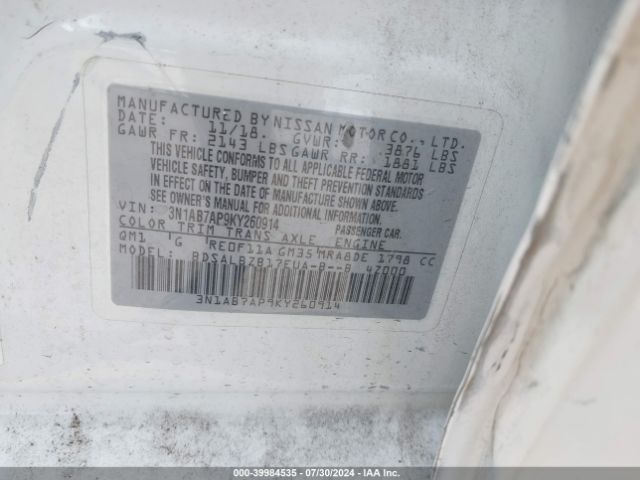 MANUFACTURED BY NISSAN MOTOR CO., LTD.
DATE: 11/18. GVWR: 3876 LBS
GAWR FR: 2143 LBS GAWR RR: 1881 LBS
THIS VEHICLE CONFORMS TO ALL APPLICABLE FEDERAL MOTOR
VEHICLE SAFETY, BUMPER AND THEFT PREVENTION STANDARDS
IN EFFECT ON THE DATE OF MANUFACTURE SHOWN ABOVE.
SEE OWNER'S MANUAL FOR ADDITIONAL INFORMATION.
VIN: 3N1AB7AP9KY260914 PASSENGER CAR.
COLOR TRIM TRANS AXLE ENGINE
QM1 G RE0F11A GM35 MRA8DE 1798 CC
MODEL: BDSALBZB17EUA-B--B 47000
3N1AB7AP9KY260914
000-39984535 - 07/30/2024 - IAA Inc.